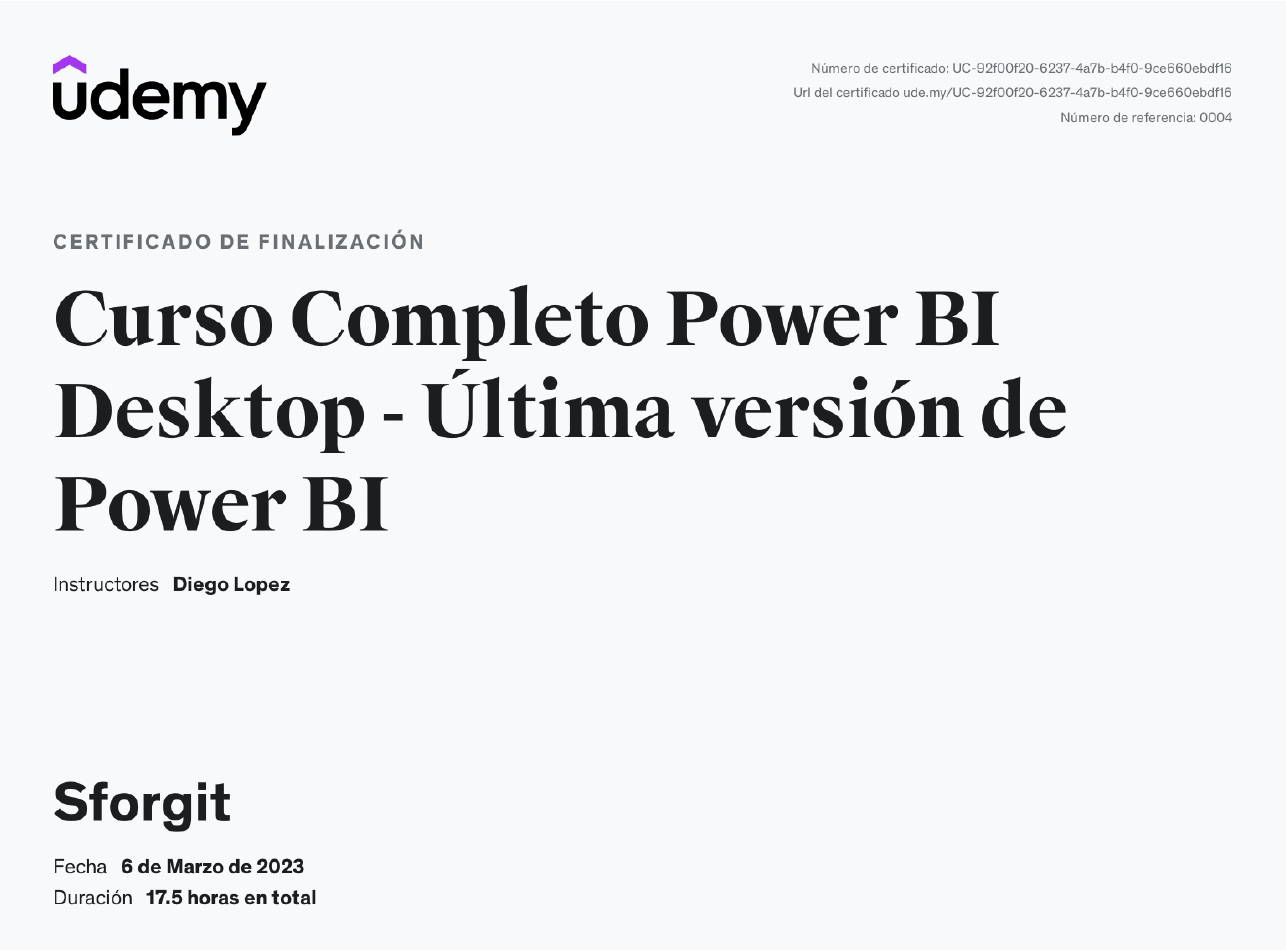 udemy
Número de certificado: UC-92f00f20-6237-4a7b-b4f0-9ce660ebdf16
Url del certificado ude.my/UC-92f00f20-6237-4a7b-b4f0-9ce660ebdf16
Número de referencia: 0004
CERTIFICADO DE FINALIZACIÓN
Curso Completo Power BI
Desktop - Última versión de
Power BI
Instructores Diego Lopez
Sforgit
Fecha 6 de Marzo de 2023
Duración 17.5 horas en total